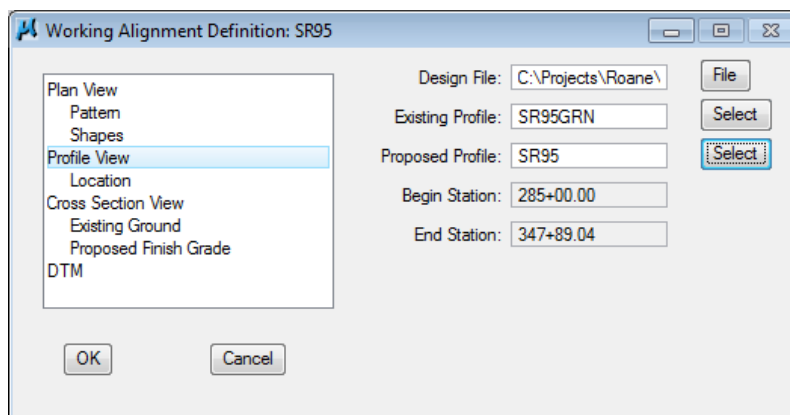 Working Alignment Definition: SR95
Plan View
Pattern
Shapes
Profile View
Location
Cross Section View
Existing Ground
Proposed Finish Grade
DTM
Design File: C:\Projects\Roane\ File
Existing Profile: SR95GRN Select
Proposed Profile: SR95 Select
Begin Station: 285+00.00
End Station: 347+89.04
OK Cancel